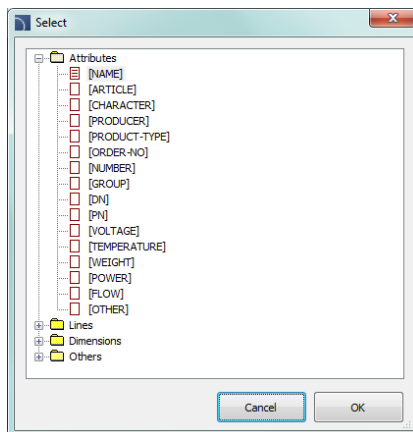 Select
Attributes
[NAME]
[ARTICLE]
[CHARACTER]
[PRODUCER]
[PRODUCT-TYPE]
[ORDER-NO]
[NUMBER]
[GROUP]
[DN]
[PN]
[VOLTAGE]
[TEMPERATURE]
[WEIGHT]
[POWER]
[FLOW]
[OTHER]
Lines
Dimensions
Others
Cancel OK